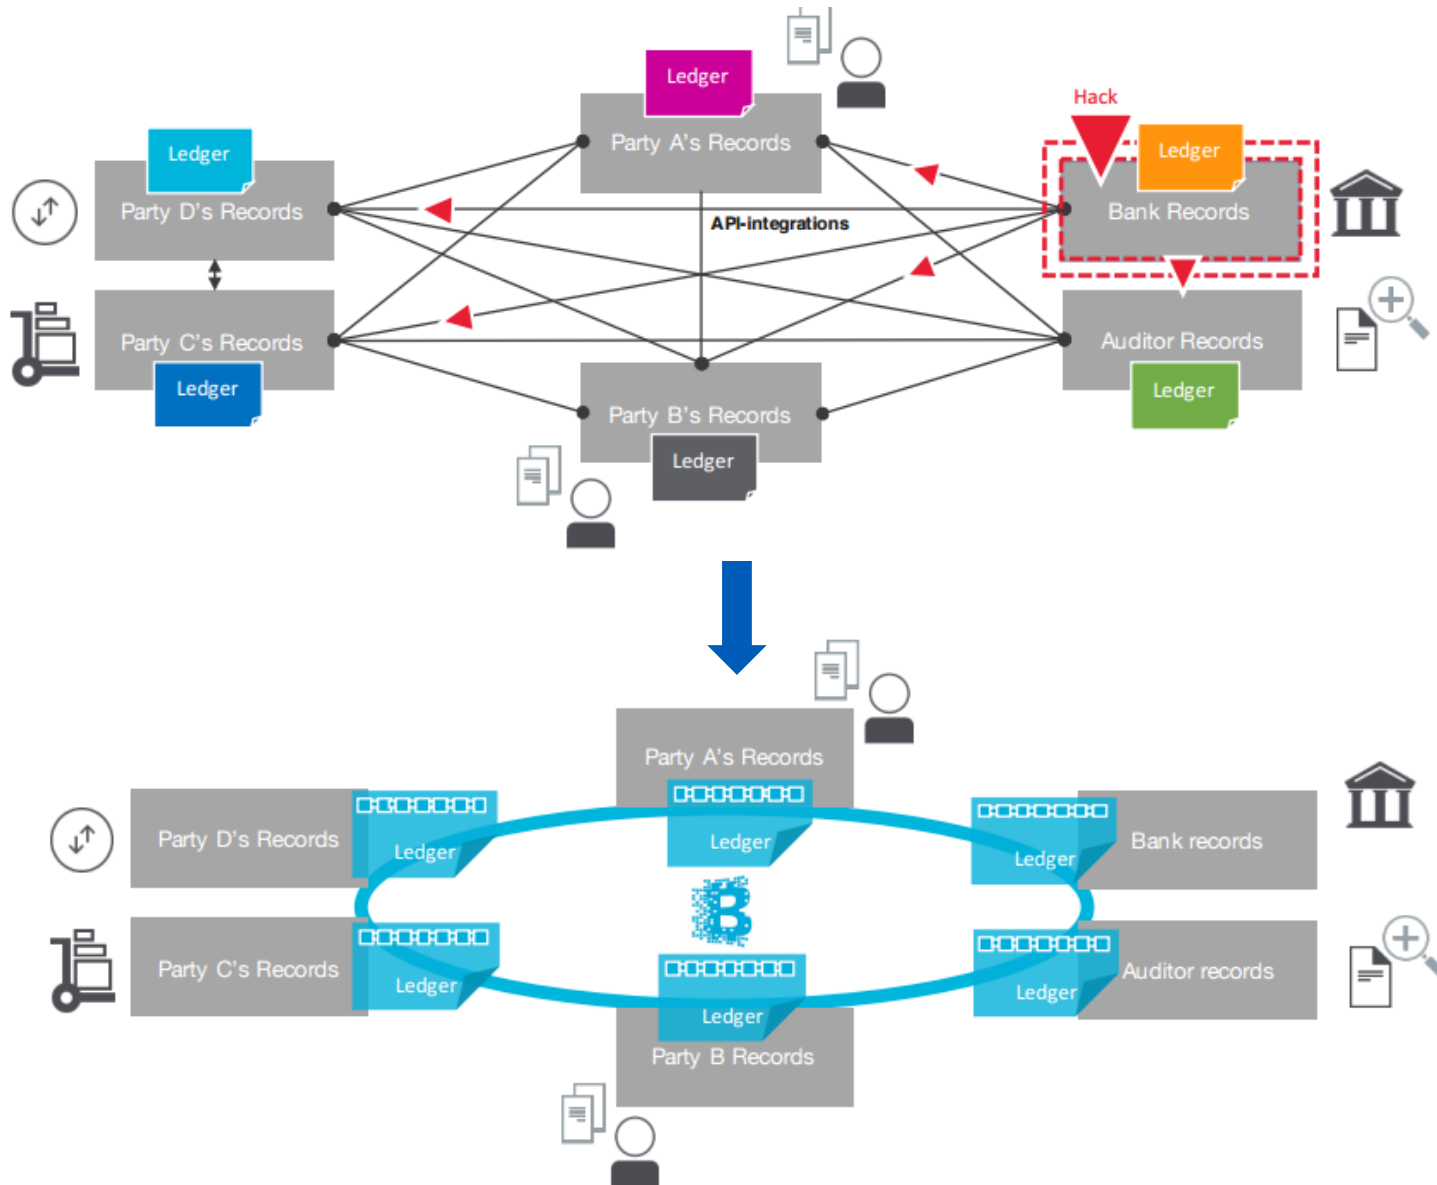 Ledger
Hack
Party A's Records
Ledger
Ledger
Party D's Records
Bank Records
API-integrations
Party C's Records
Auditor Records
Ledger
Ledger
Party B's Records
Ledger
Party A's Records
Ledger
Party D's Records
Ledger
Bank records
Ledger
Party C's Records
Ledger
Auditor records
Ledger
Ledger
Party B Records